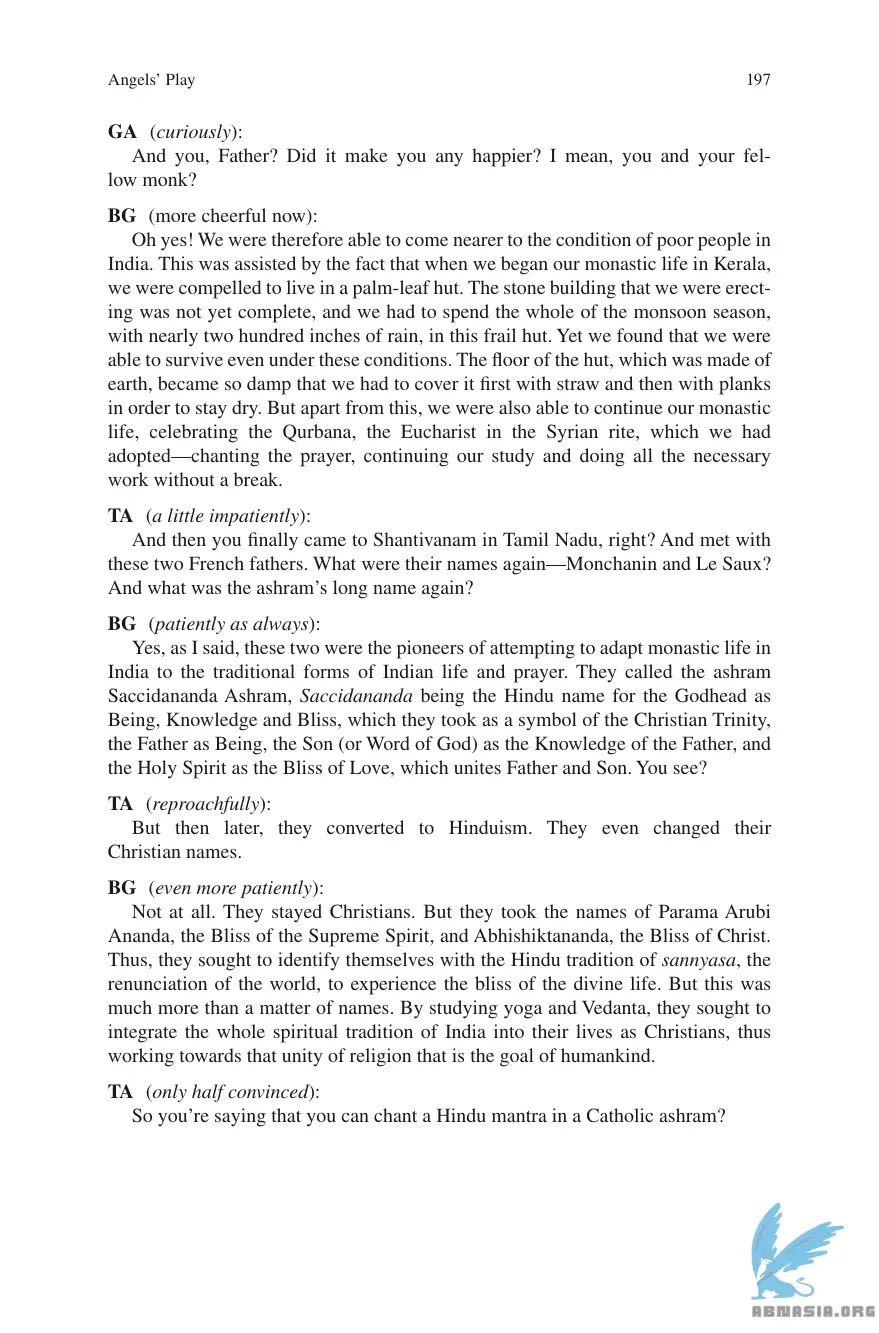 Angels’ Play 197
GA (curiously):
And you, Father? Did it make you any happier? I mean, you and your fel-
low monk?
BG (more cheerful now):
Oh yes! We were therefore able to come nearer to the condition of poor people in
India. This was assisted by the fact that when we began our monastic life in Kerala,
we were compelled to live in a palm-leaf hut. The stone building that we were erect-
ing was not yet complete, and we had to spend the whole of the monsoon season,
with nearly two hundred inches of rain, in this frail hut. Yet we found that we were
able to survive even under these conditions. The floor of the hut, which was made of
earth, became so damp that we had to cover it first with straw and then with planks
in order to stay dry. But apart from this, we were also able to continue our monastic
life, celebrating the Qurbana, the Eucharist in the Syrian rite, which we had
adopted—chanting the prayer, continuing our study and doing all the necessary
work without a break.
TA (a little impatiently):
And then you finally came to Shantivanam in Tamil Nadu, right? And met with
these two French fathers. What were their names again—Monchanin and Le Saux?
And what was the ashram’s long name again?
BG (patiently as always):
Yes, as I said, these two were the pioneers of attempting to adapt monastic life in
India to the traditional forms of Indian life and prayer. They called the ashram
Saccidananda Ashram, Saccidananda being the Hindu name for the Godhead as
Being, Knowledge and Bliss, which they took as a symbol of the Christian Trinity,
the Father as Being, the Son (or Word of God) as the Knowledge of the Father, and
the Holy Spirit as the Bliss of Love, which unites Father and Son. You see?
TA (reproachfully):
But then later, they converted to Hinduism. They even changed their
Christian names.
BG (even more patiently):
Not at all. They stayed Christians. But they took the names of Parama Arubi
Ananda, the Bliss of the Supreme Spirit, and Abhishiktananda, the Bliss of Christ.
Thus, they sought to identify themselves with the Hindu tradition of sannyasa, the
renunciation of the world, to experience the bliss of the divine life. But this was
much more than a matter of names. By studying yoga and Vedanta, they sought to
integrate the whole spiritual tradition of India into their lives as Christians, thus
working towards that unity of religion that is the goal of humankind.
TA (only half convinced):
So you’re saying that you can chant a Hindu mantra in a Catholic ashram?
ABNASIA.ORG